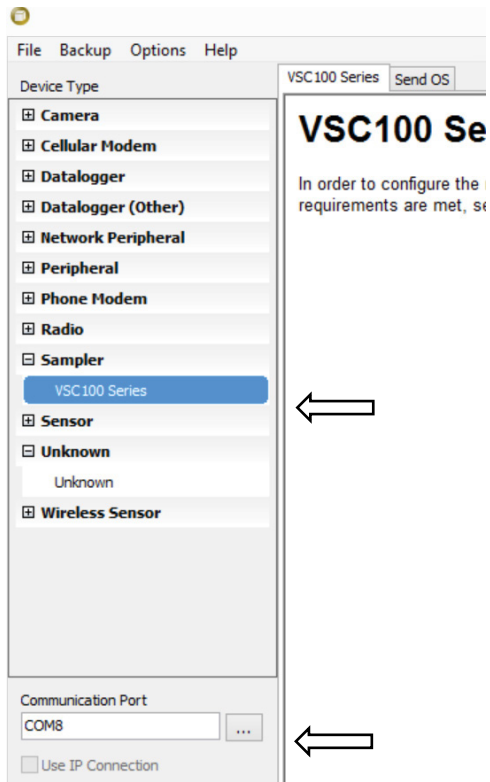 File Backup Options Help
Device Type
Camera
Cellular Modem
Datalogger
Datalogger (Other)
Network Peripheral
Peripheral
Phone Modem
Radio
Sampler
VSC100 Series
Sensor
Unknown
Unknown
Wireless Sensor
Communication Port
COM8
...
Use IP Connection
VSC100 Series Send OS
VSC100 Se
In order to configure the
requirements are met, se